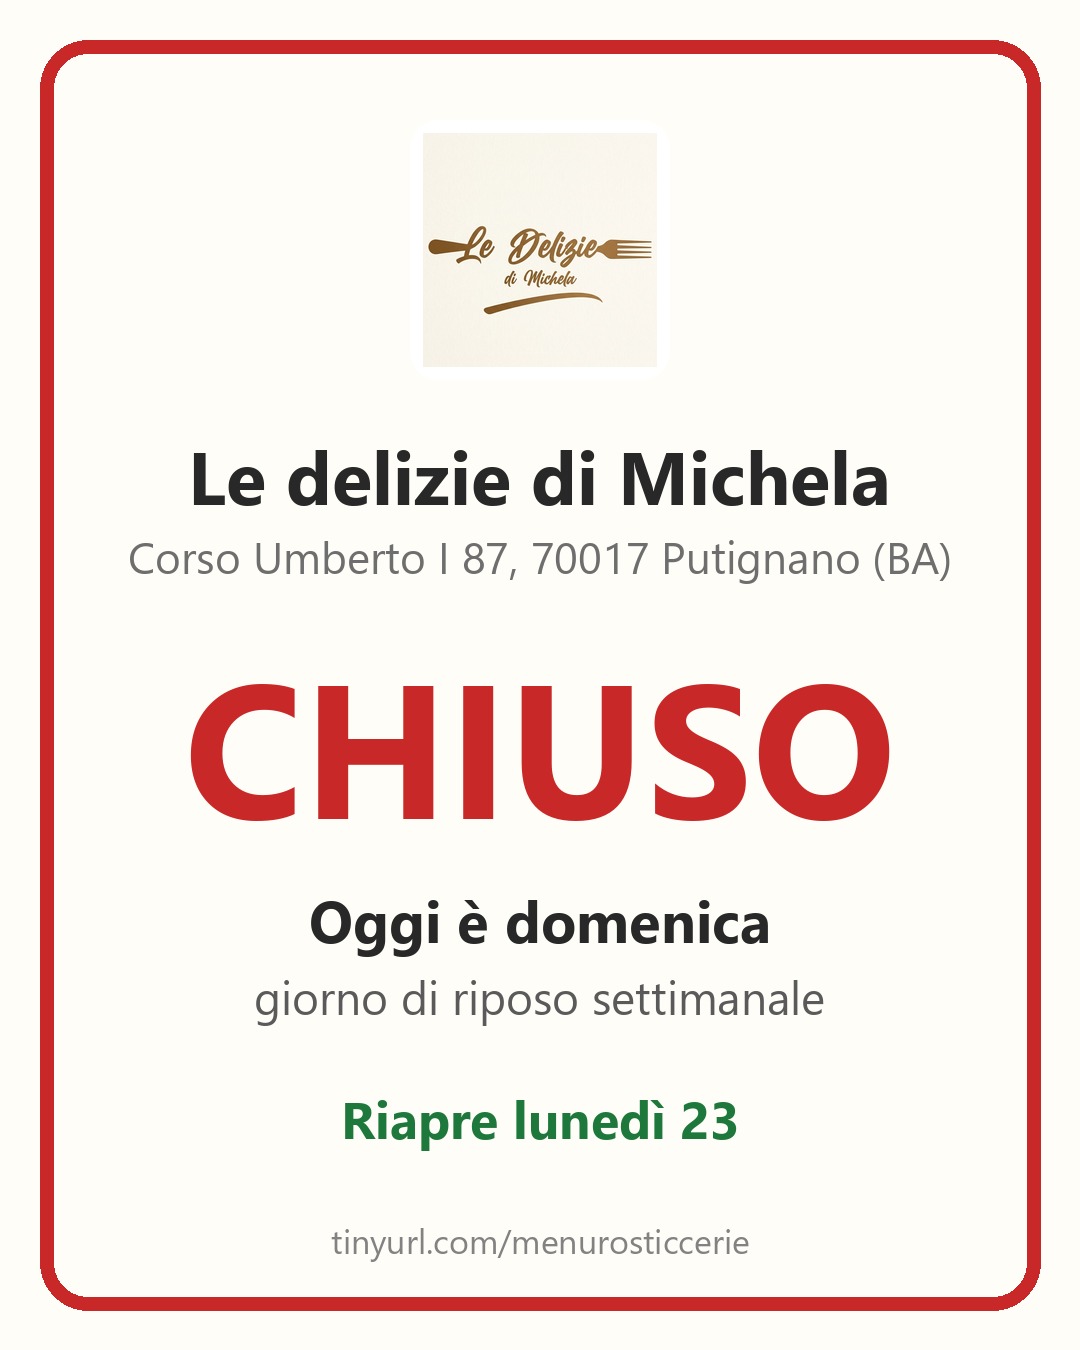 Le Delizie
di Michela
Le delizie di Michela
Corso Umberto I 87, 70017 Putignano (BA)
CHIUSO
Oggi è domenica
giorno di riposo settimanale
Riapre lunedì 23
tinyurl.com/menurosticcerie